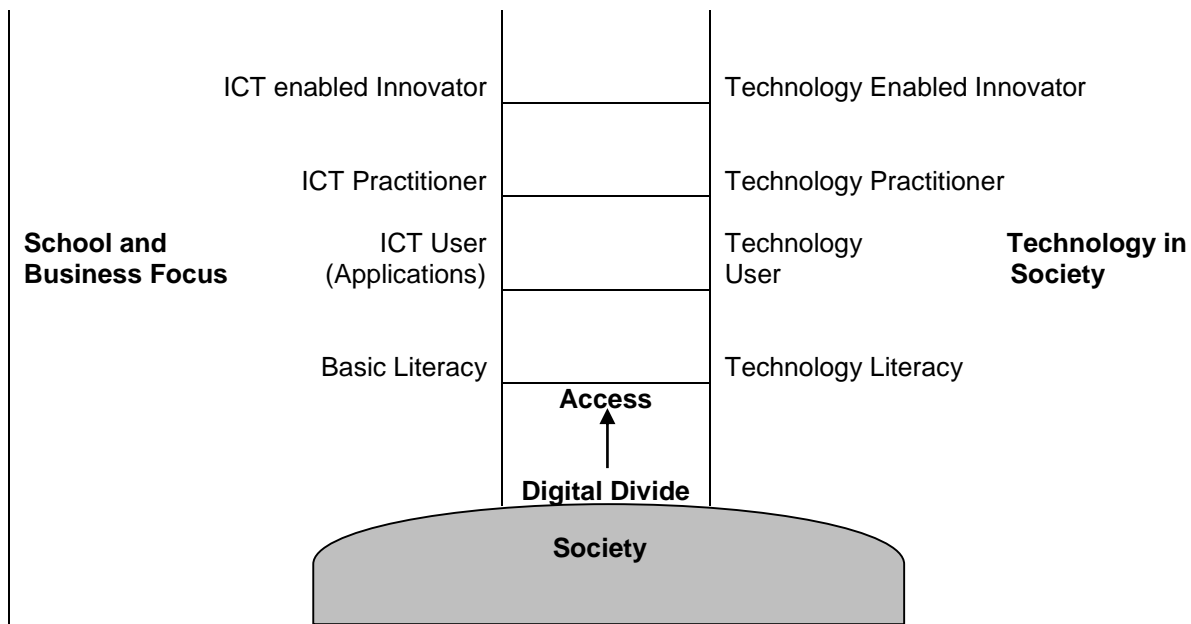 ICT enabled Innovator
Technology Enabled Innovator
ICT Practitioner
Technology Practitioner
School and
Business Focus
ICT User
(Applications)
Technology
User
Technology in
Society
Basic Literacy
Technology Literacy
Access
Digital Divide
Society